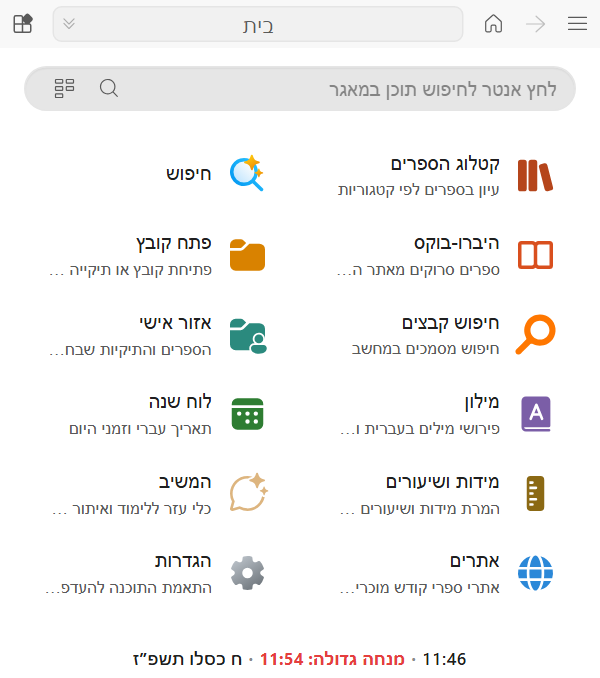 בית
לחץ אנטר לחיפוש תוכן במאגר
קטלוג הספרים
עיון בספרים לפי קטגוריות
חיפוש
היברו-בוקס
ספרים סרוקים מאתר ה...
פתח קובץ
פתיחת קובץ או תיקייה ...
חיפוש קבצים
חיפוש מסמכים במחשב
אזור אישי
הספרים והתיקיות שבח...
מילון
פירושי מילים בעברית ו...
לוח שנה
תאריך עברי וזמני היום
מידות ושיעורים
המרת מידות ושיעורים ...
המשיב
כלי עזר ללימוד ואיתור ...
אתרים
אתרי ספרי קודש מוכרי...
הגדרות
התאמת התוכנה להעדפ...
11:46 · מנחה גדולה: 11:54 · ח כסלו תשפ״ז